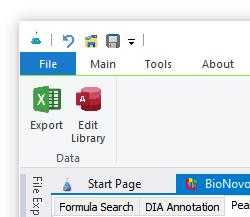 File Main Tools About
Export Edit Library
Data
File Exp
Start Page BioNovo
Formula Search DIA Annotation Pea